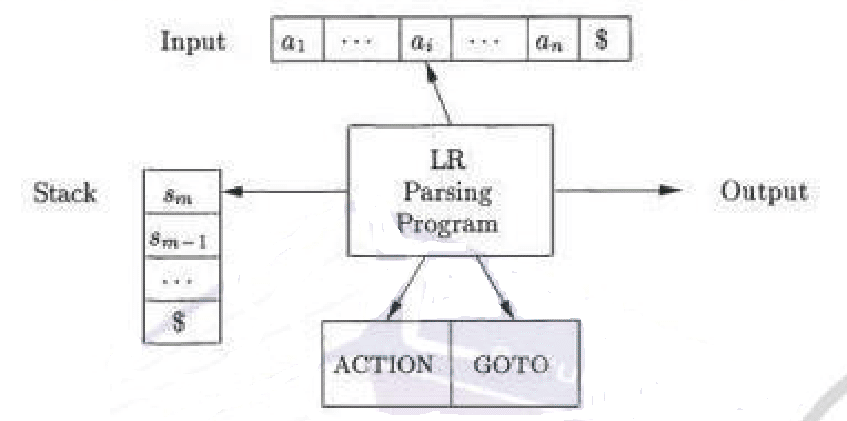 Input a₁ ··· aᵢ ··· aₙ $
LR
Parsing
Program
Stack
sₘ
sₘ₋₁
···
$
Output
ACTION GOTO